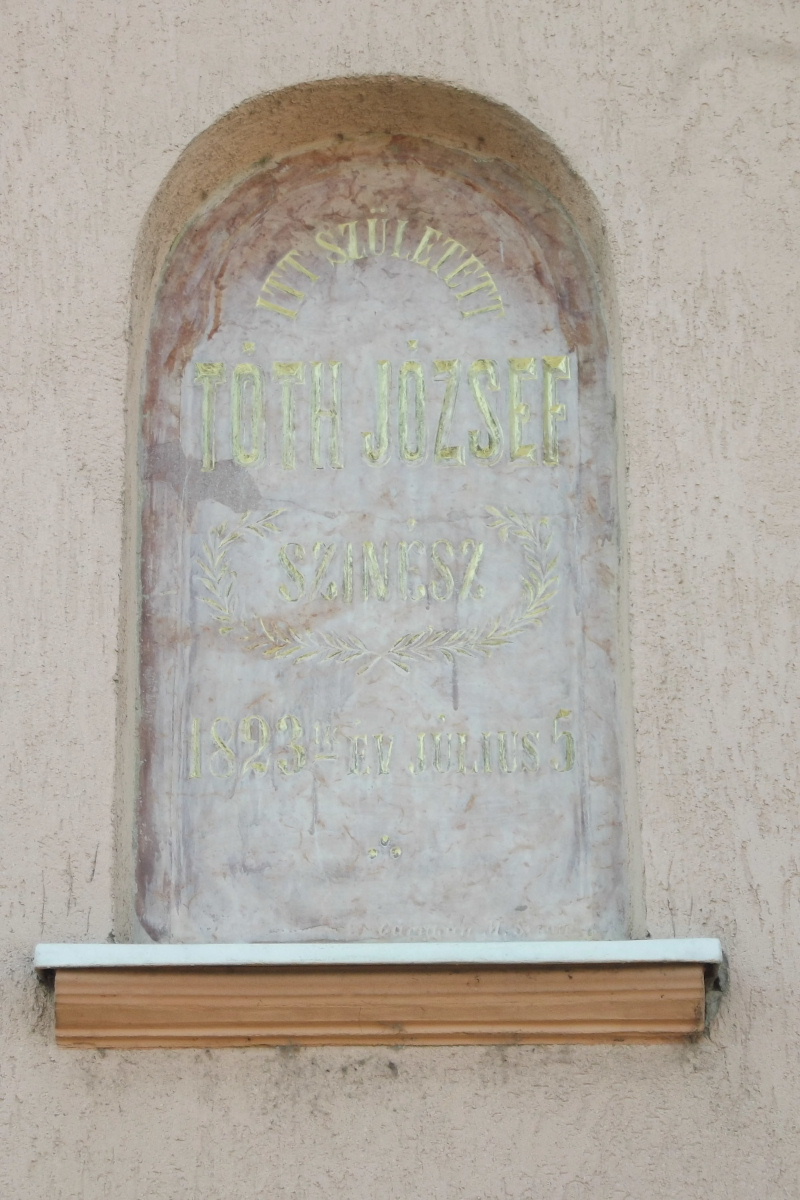 ITT SZÜLETETT
TÓTH JÓZSEF
SZINÉSZ
1823IK ÉV JÚLIUS 5